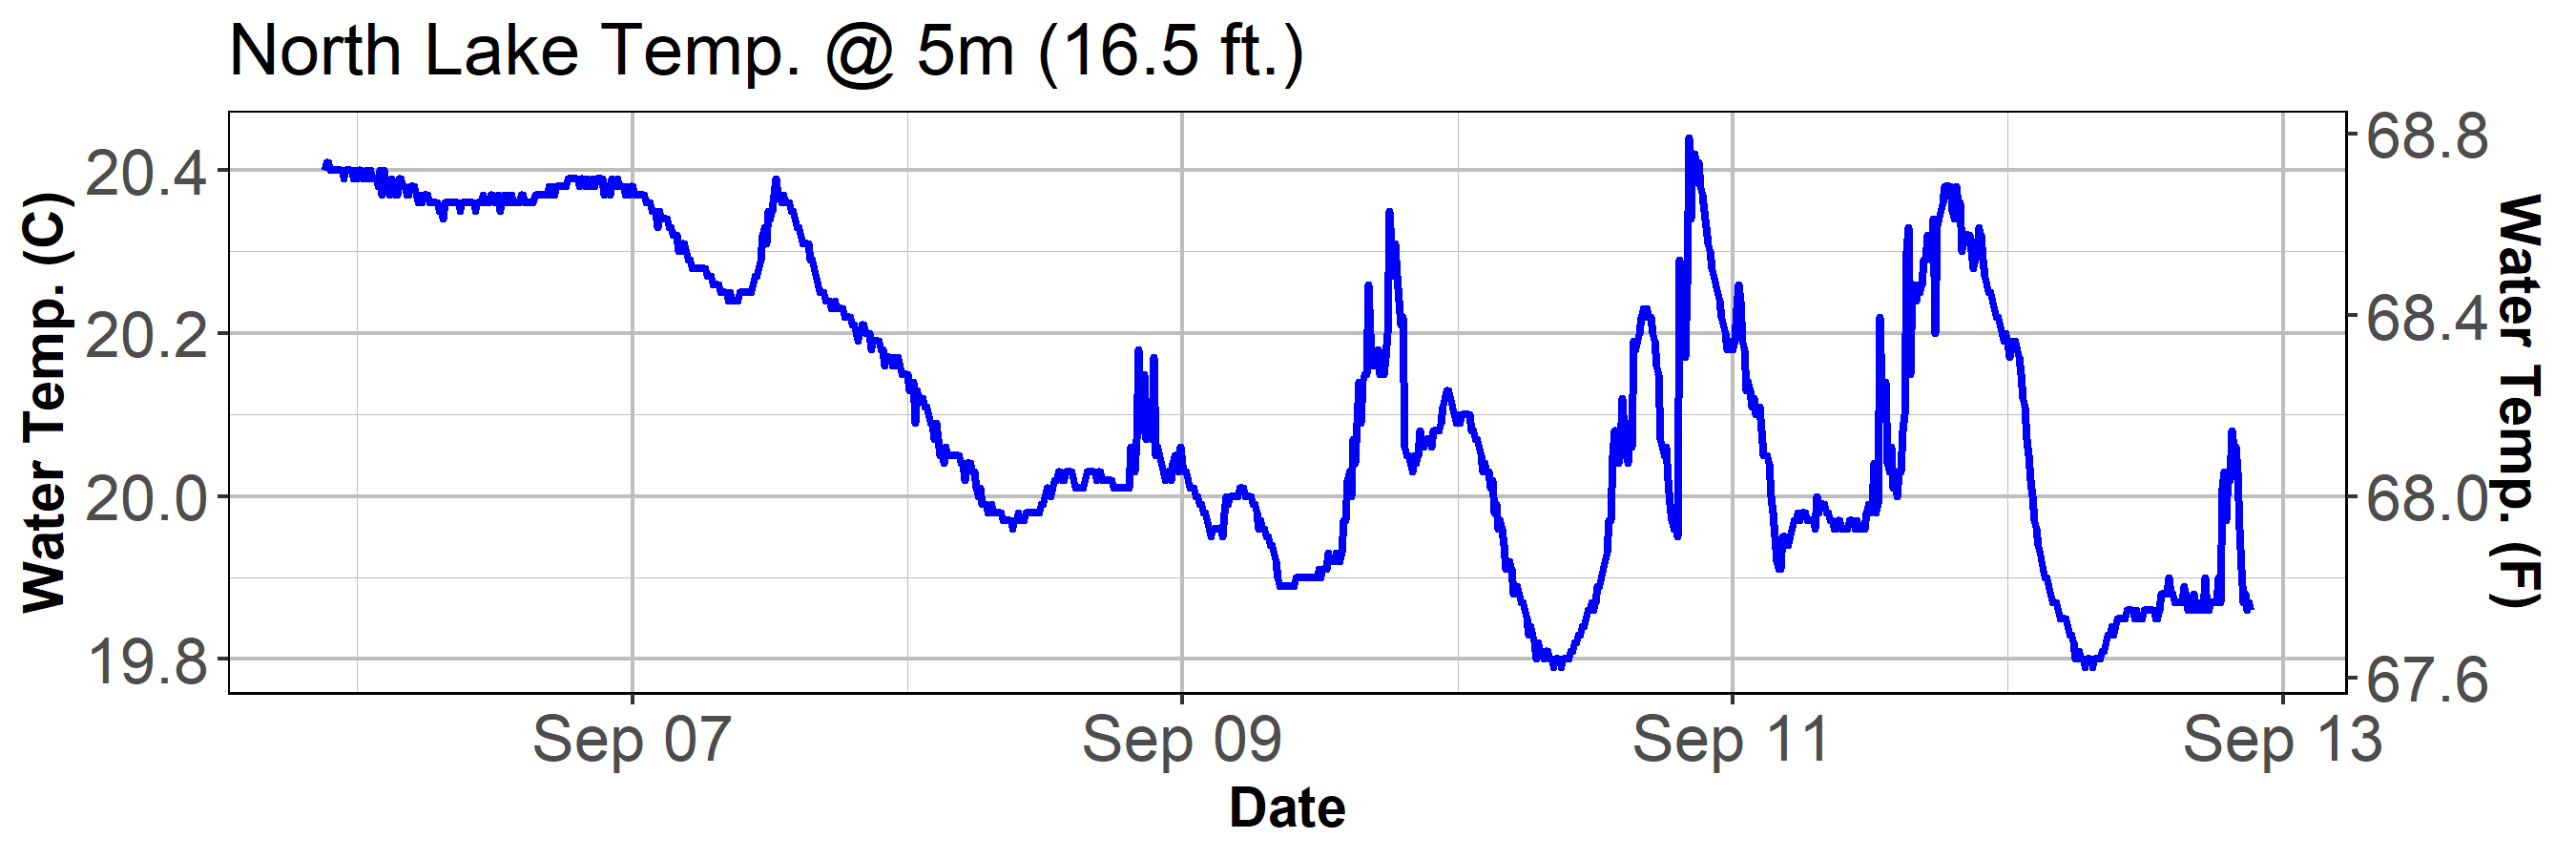 North Lake Temp. @ 5m (16.5 ft.)
Water Temp. (C)
20.4
20.2
20.0
19.8
68.8
68.4
68.0
67.6
Water Temp. (F)
Sep 07 Sep 09 Sep 11 Sep 13
Date